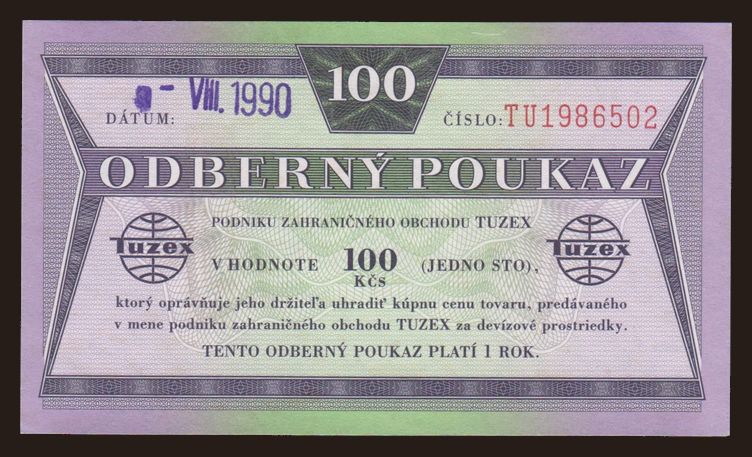 100
DÁTUM: - VIII. 1990
ČÍSLO: TU1986502
ODBERNÝ POUKAZ
PODNIKU ZAHRANIČNÉHO OBCHODU TUZEX
Tuzex
V HODNOTE 100 (JEDNO STO),
KČS
Tuzex
ktorý oprávňuje jeho držiteľa uhradiť kúpnu cenu tovaru, predávaného
v mene podniku zahraničného obchodu TUZEX za devízové prostriedky.
TENTO ODBERNÝ POUKAZ PLATÍ 1 ROK.